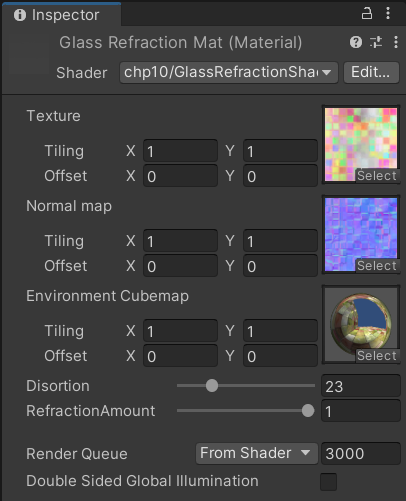 Inspector
Glass Refraction Mat (Material)
Shader chp10/GlassRefractionSha Edit...
Texture
Tiling X 1 Y 1
Offset X 0 Y 0
Select
Normal map
Tiling X 1 Y 1
Offset X 0 Y 0
Select
Environment Cubemap
Tiling X 1 Y 1
Offset X 0 Y 0
Select
Disortion 23
RefractionAmount 1
Render Queue From Shader 3000
Double Sided Global Illumination